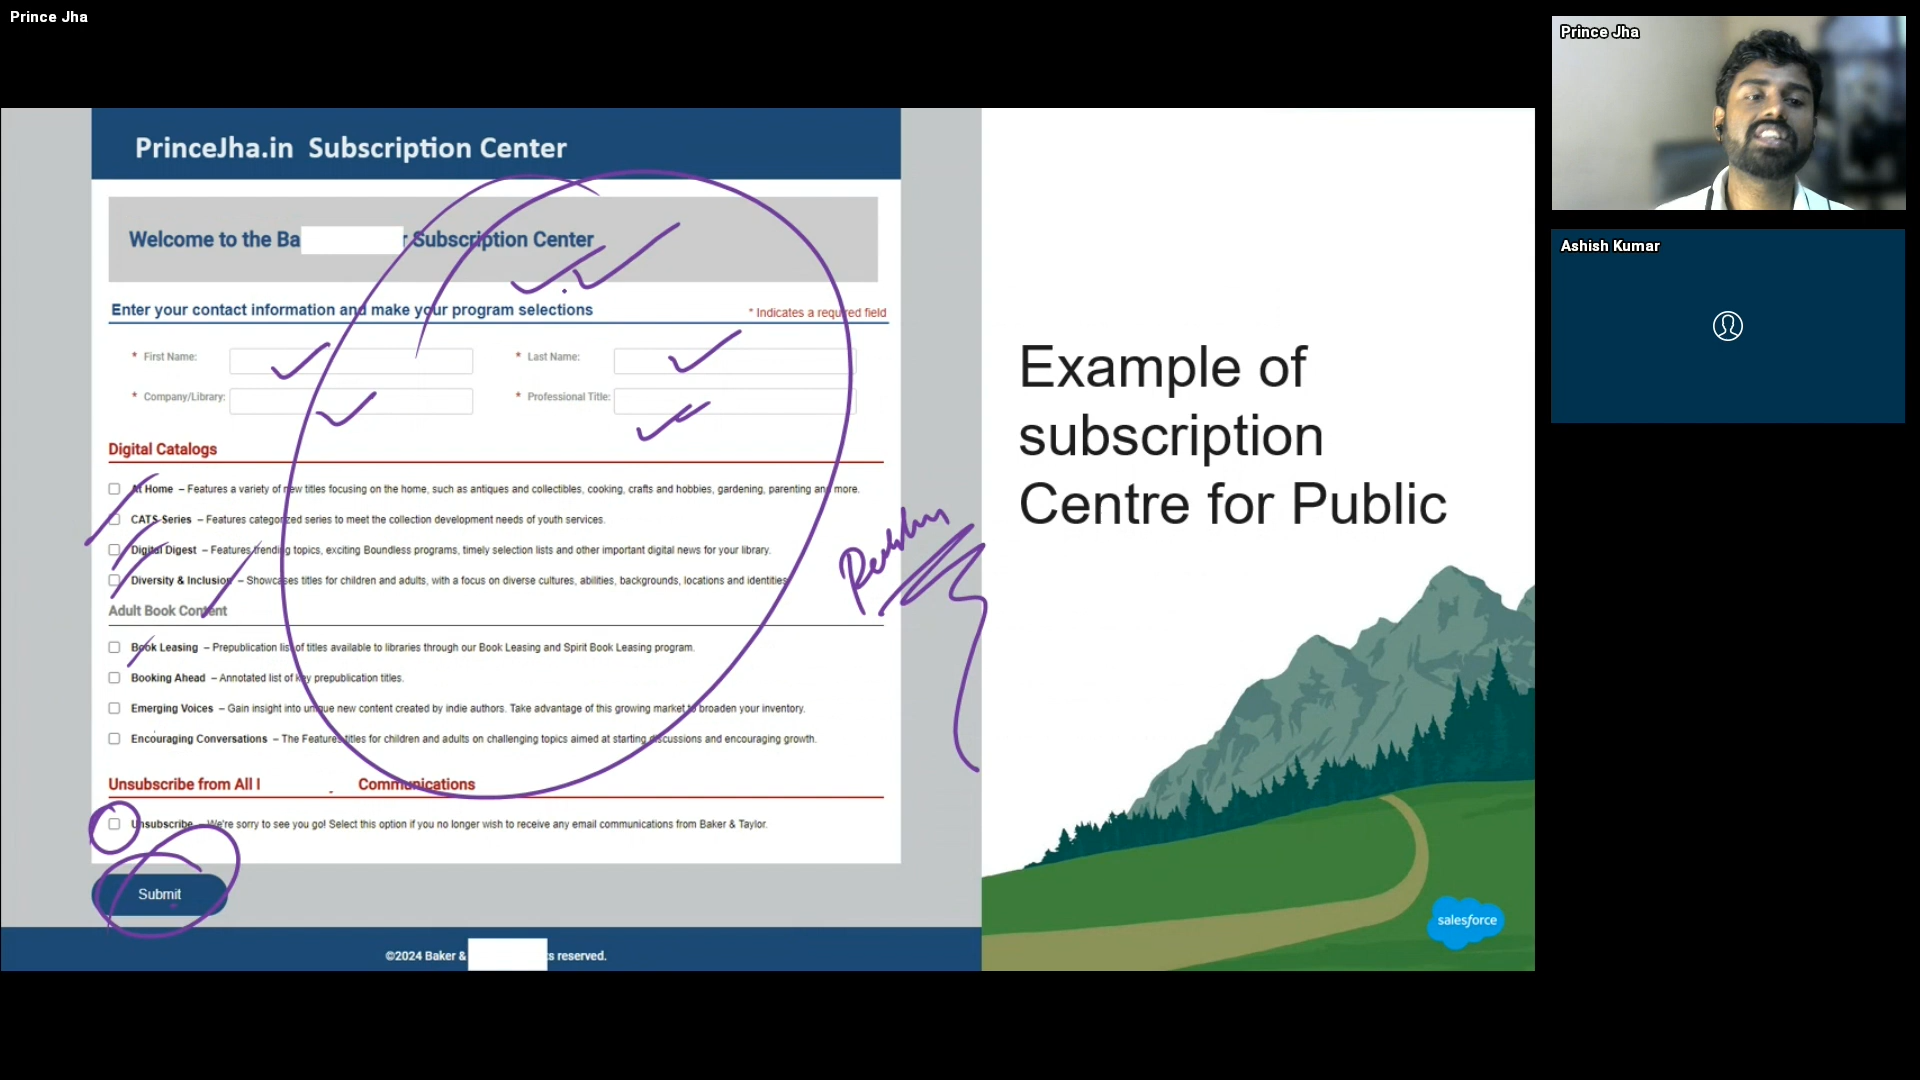 Prince Jha
Prince Jha
Ashish Kumar
PrinceJha.in Subscription Center
Welcome to the Ba r Subscription Center
Enter your contact information and make your program selections
* Indicates a required field
* First Name:
* Last Name:
* Company/Library:
* Professional Title:
Digital Catalogs
At Home – Features a variety of new titles focusing on the home, such as antiques and collectibles, cooking, crafts and hobbies, gardening, parenting and more.
CATS Series – Features categorized series to meet the collection development needs of youth services.
Digital Digest – Features trending topics, exciting Boundless programs, timely selection lists and other important digital news for your library.
Diversity & Inclusion – Showcases titles for children and adults, with a focus on diverse cultures, abilities, backgrounds, locations and identities
Adult Book Content
Book Leasing – Prepublication list of titles available to libraries through our Book Leasing and Spirit Book Leasing program.
Booking Ahead – Annotated list of key prepublication titles.
Emerging Voices – Gain insight into unique new content created by indie authors. Take advantage of this growing market to broaden your inventory.
Encouraging Conversations – The Features titles for children and adults on challenging topics aimed at starting discussions and encouraging growth.
Unsubscribe from All Communications
Unsubscribe – We're sorry to see you go! Select this option if you no longer wish to receive any email communications from Baker & Taylor.
Submit
©2024 Baker & s reserved.
Example of
subscription
Centre for Public
salesforce